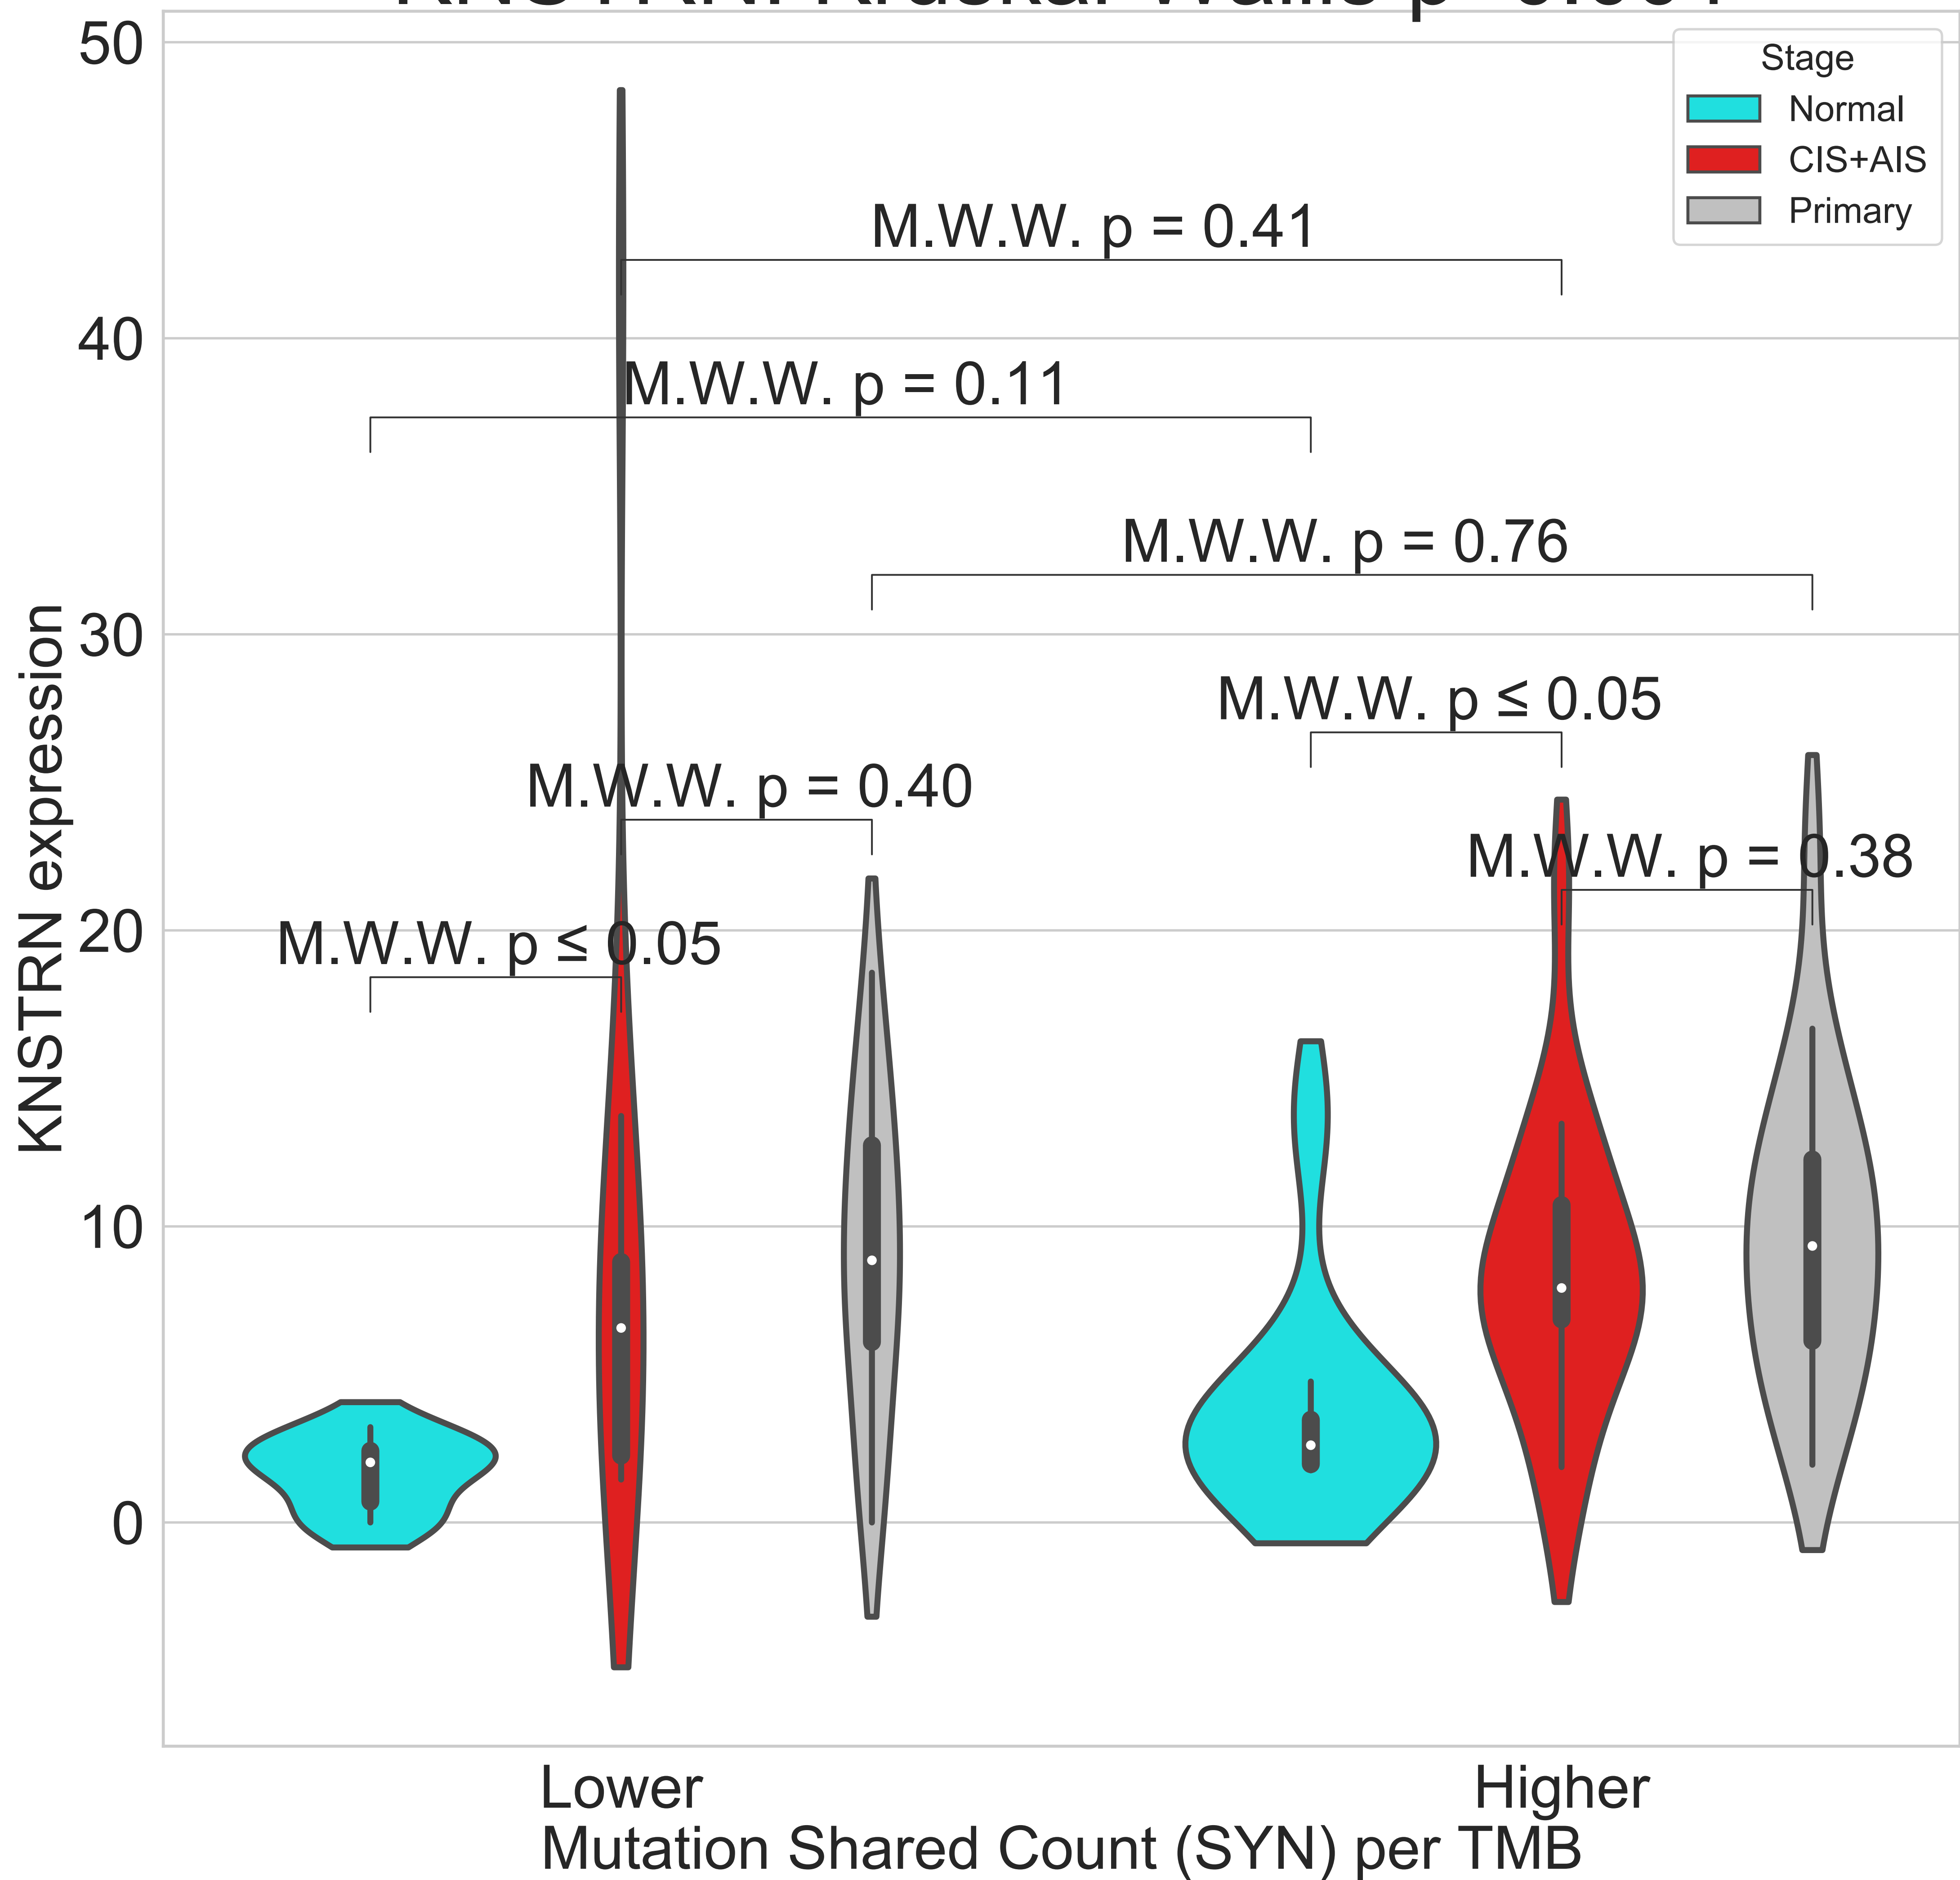 50
Stage
Normal
CIS+AIS
Primary
M.W.W. p = 0.41
40
M.W.W. p = 0.11
M.W.W. p = 0.76
30
M.W.W. p ≤ 0.05
M.W.W. p = 0.40
M.W.W. p = 0.38
20
M.W.W. p ≤ 0.05
10
0
KNSTRN expression
Lower
Higher
Mutation Shared Count (SYN) per TMB